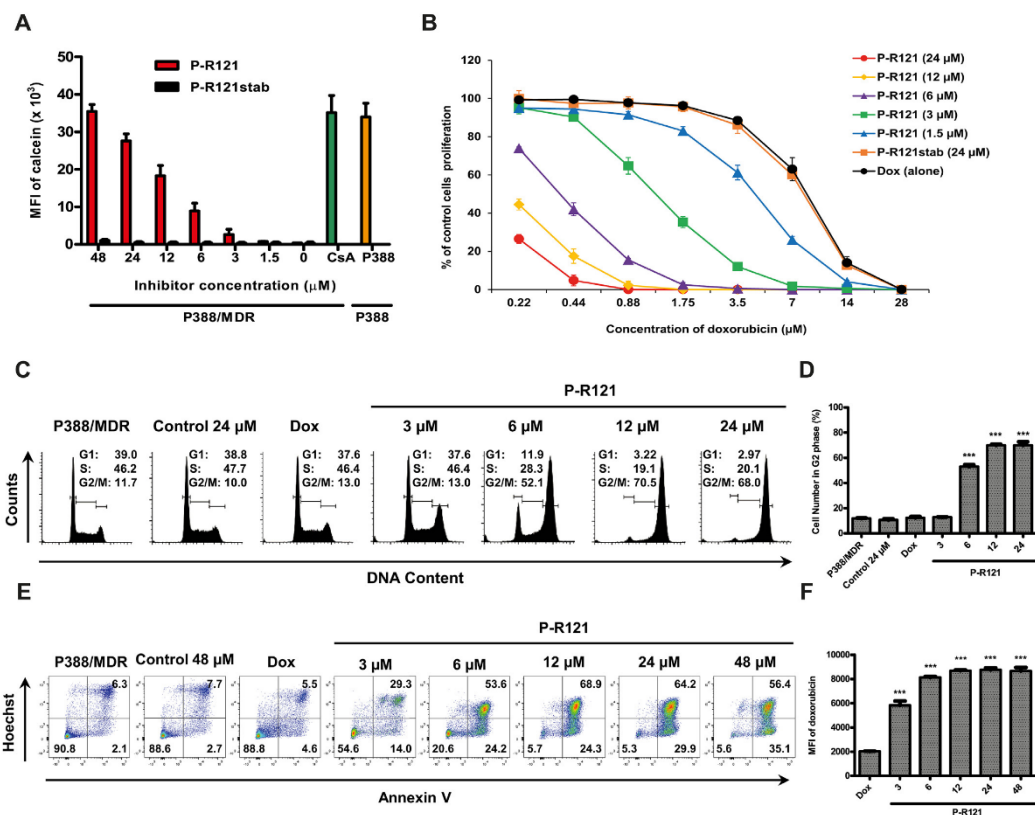 A
MFI of calcein (x 10³)
50
40
30
20
10
0
P-R121
P-R121stab
48 24 12 6 3 1.5 0 CsA P388
Inhibitor concentration (µM)
P388/MDR P388
B
% of control cells proliferation
120
100
80
60
40
20
0
0.22 0.44 0.88 1.75 3.5 7 14 28
Concentration of doxorubicin (µM)
P-R121 (24 µM)
P-R121 (12 µM)
P-R121 (6 µM)
P-R121 (3 µM)
P-R121 (1.5 µM)
P-R121stab (24 µM)
Dox (alone)
C
P-R121
P388/MDR Control 24 µM Dox 3 µM 6 µM 12 µM 24 µM
Counts
G1: 39.0
S: 46.2
G2/M: 11.7
G1: 38.8
S: 47.7
G2/M: 10.0
G1: 37.6
S: 46.4
G2/M: 13.0
G1: 37.6
S: 46.4
G2/M: 13.0
G1: 11.9
S: 28.3
G2/M: 52.1
G1: 3.22
S: 19.1
G2/M: 70.5
G1: 2.97
S: 20.1
G2/M: 68.0
DNA Content
D
Cell Number in G2 phase (%)
100
80
60
40
20
0
*** *** ***
P388/MDR Control 24 µM Dox 3 6 12 24
P-R121
E
P-R121
P388/MDR Control 48 µM Dox 3 µM 6 µM 12 µM 24 µM 48 µM
Hoechst
6.3
90.8 2.1
7.7
88.6 2.7
5.5
88.8 4.6
29.3
54.6 14.0
53.6
20.6 24.2
68.9
5.7 24.3
64.2
5.3 29.9
56.4
5.6 35.1
Annexin V
F
MFI of doxorubicin
10000
8000
6000
4000
2000
0
*** *** *** *** ***
Dox 3 6 12 24 48
P-R121